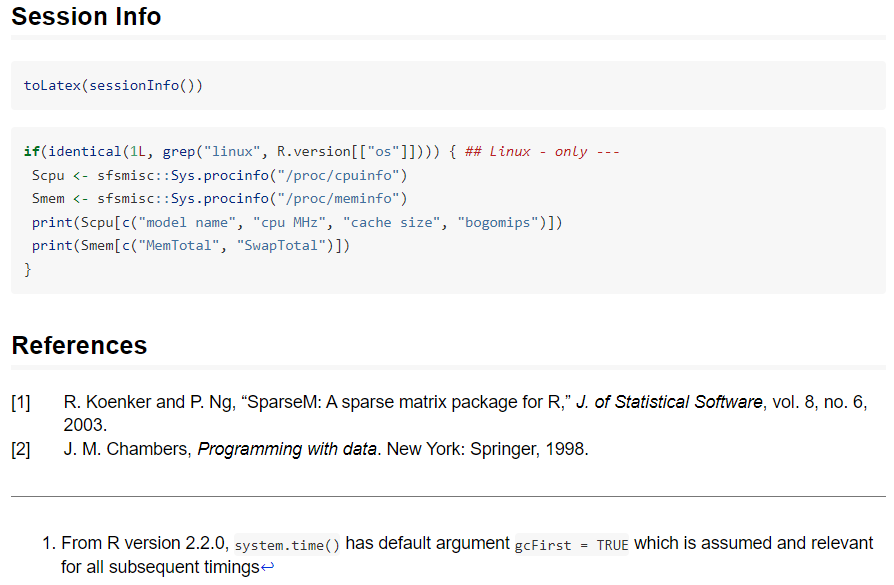 Session Info
toLatex(sessionInfo())
if(identical(1L, grep("linux", R.version[["os"]]))) { ## Linux - only ---
 Scpu <- sfsmisc::Sys.procinfo("/proc/cpuinfo")
 Smem <- sfsmisc::Sys.procinfo("/proc/meminfo")
 print(Scpu[c("model name", "cpu MHz", "cache size", "bogomips")])
 print(Smem[c("MemTotal", "SwapTotal")])
}
References
[1] R. Koenker and P. Ng, “SparseM: A sparse matrix package for R,” J. of Statistical Software, vol. 8, no. 6,
2003.
[2] J. M. Chambers, Programming with data. New York: Springer, 1998.
1. From R version 2.2.0, system.time() has default argument gcFirst = TRUE which is assumed and relevant
for all subsequent timings↩